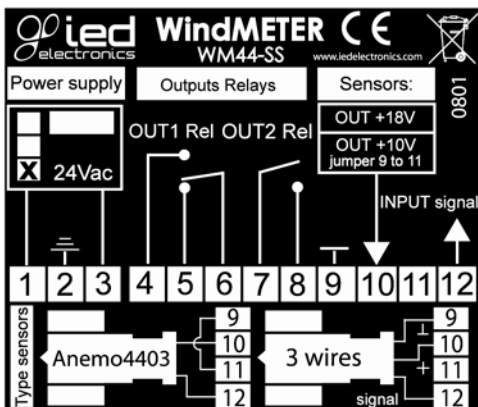 ied
electronics
WindMETER CE
WM44-SS
www.iedelectronics.com
0801
Power supply
Outputs Relays
Sensors:
OUT +18V
OUT +10V
jumper 9 to 11
X 24Vac
OUT1 Rel OUT2 Rel
INPUT signal
1 2 3 4 5 6 7 8 9 10 11 12
Type sensors
Anemo4403
9
10
11
12
3 wires
signal
⊥
+
9
10
11
12